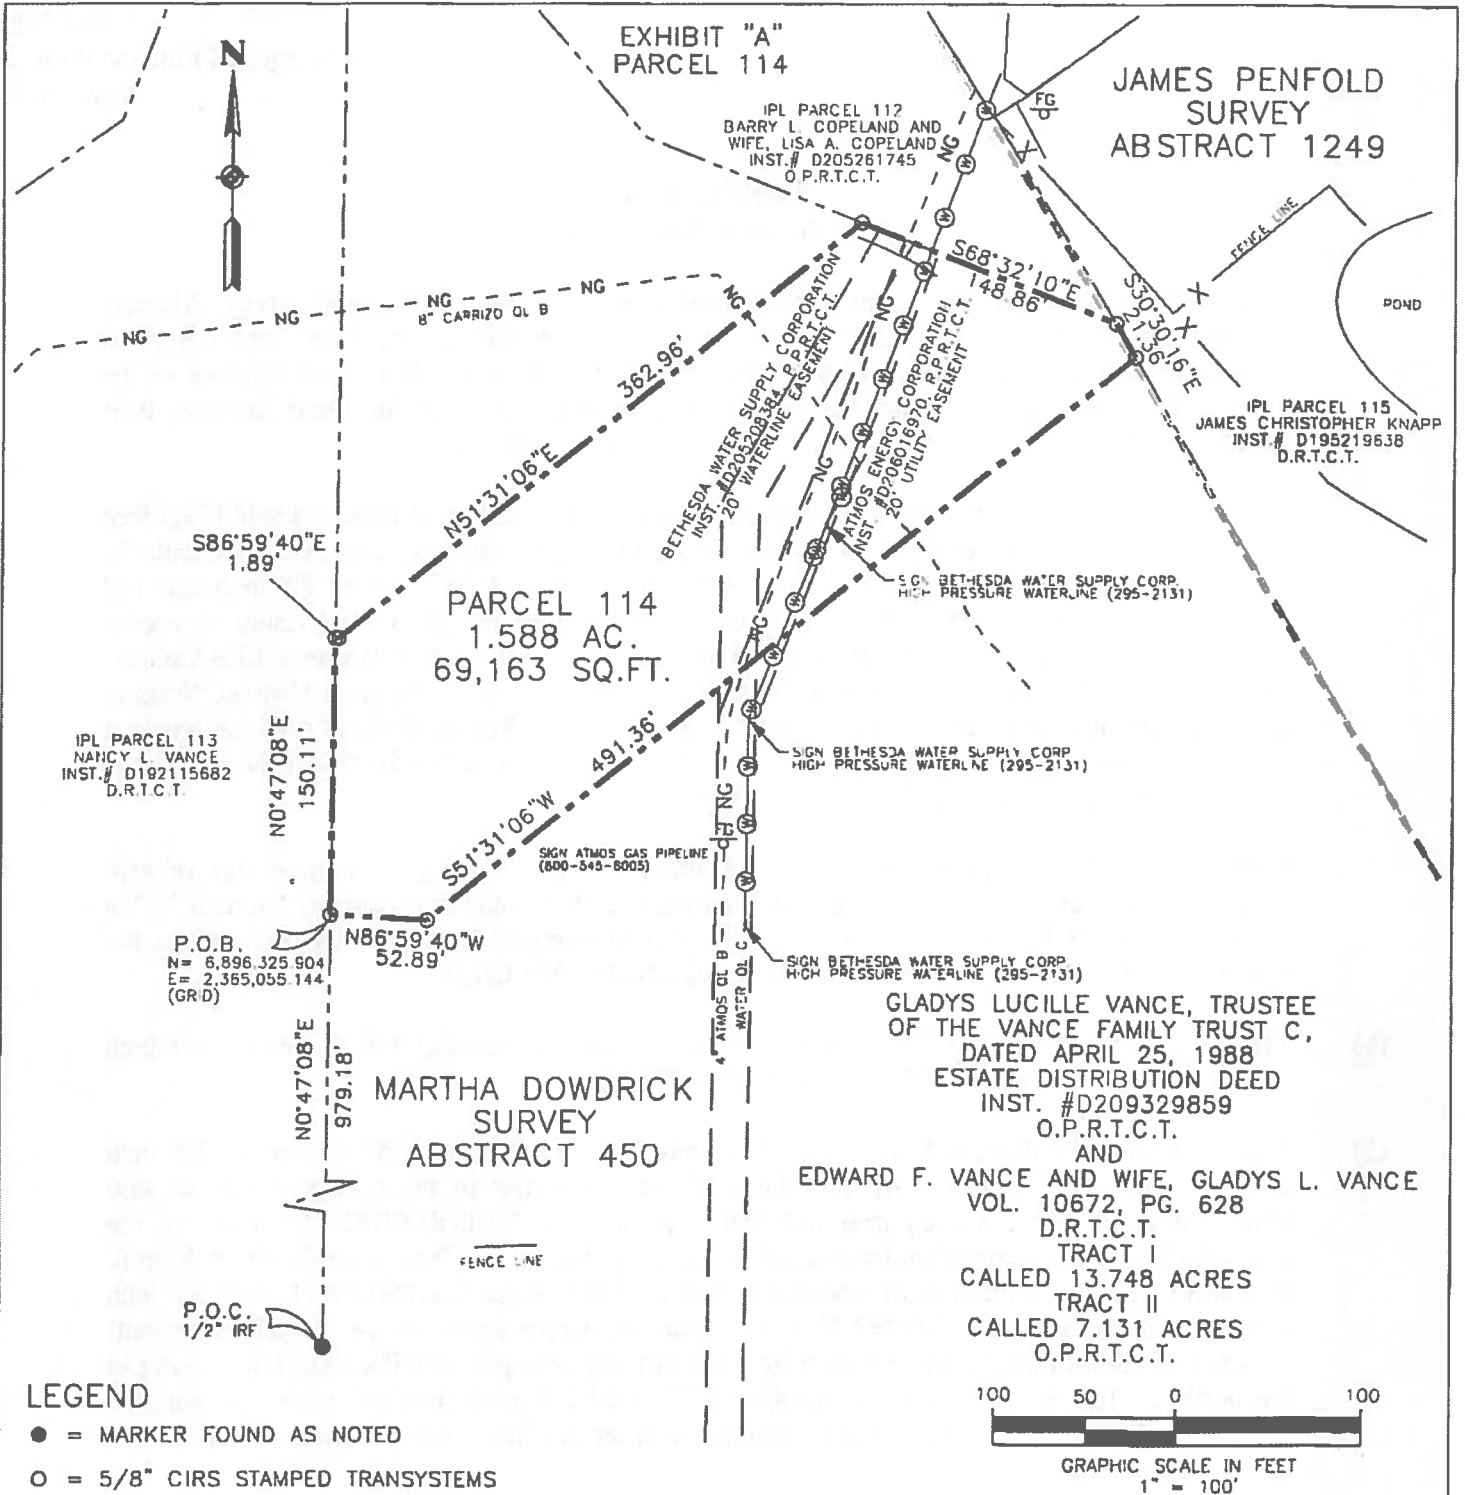 EXHIBIT "A"
PARCEL 114
N
JAMES PENFOLD
SURVEY
ABSTRACT 1249
IPL PARCEL 112
BARRY L. COPELAND AND
WIFE, LISA A. COPELAND
INST.# D205261745
O.P.R.T.C.T.
FG
NG
X
FENCE LINE
S68°32'10"E
148.86'
S30°30'16"E
21.36'
POND
NG
NG
NG
NG
NG
8" CARRIZO QL B
362.96'
N51°31'06"E
BETHESDA WATER SUPPLY CORPORATION
INST. #D205208384, R.P.R.T.C.T.
20' WATERLINE EASEMENT
ATMOS ENERGY CORPORATION
INST. #D206016970, R.P.R.T.C.T.
20' UTILITY EASEMENT
IPL PARCEL 115
JAMES CHRISTOPHER KNAPP
INST.# D195219638
D.R.T.C.T.
S86°59'40"E
1.89'
PARCEL 114
1.588 AC.
69,163 SQ.FT.
SIGN BETHESDA WATER SUPPLY CORP.
HIGH PRESSURE WATERLINE (295-2131)
IPL PARCEL 113
NANCY L. VANCE
INST.# D192115682
D.R.T.C.T.
N0°47'08"E
150.11'
491.36'
S51°31'06"W
SIGN BETHESDA WATER SUPPLY CORP.
HIGH PRESSURE WATERLINE (295-2131)
NG
FG
SIGN ATMOS GAS PIPELINE
(800-545-6005)
P.O.B.
N= 6,896,325.904
E= 2,365,055.144
(GRID)
N86°59'40"W
52.89'
SIGN BETHESDA WATER SUPPLY CORP.
HIGH PRESSURE WATERLINE (295-2131)
4" ATMOS QL B
WATER QL C
N0°47'08"E
979.18'
MARTHA DOWDRICK
SURVEY
ABSTRACT 450
GLADYS LUCILLE VANCE, TRUSTEE
OF THE VANCE FAMILY TRUST C,
DATED APRIL 25, 1988
ESTATE DISTRIBUTION DEED
INST. #D209329859
O.P.R.T.C.T.
AND
EDWARD F. VANCE AND WIFE, GLADYS L. VANCE
VOL. 10672, PG. 628
D.R.T.C.T.
TRACT I
CALLED 13.748 ACRES
TRACT II
CALLED 7.131 ACRES
O.P.R.T.C.T.
FENCE LINE
P.O.C.
1/2" IRF
LEGEND
● = MARKER FOUND AS NOTED
O = 5/8" CIRS STAMPED TRANSYSTEMS
100 50 0 100
GRAPHIC SCALE IN FEET
1" = 100'